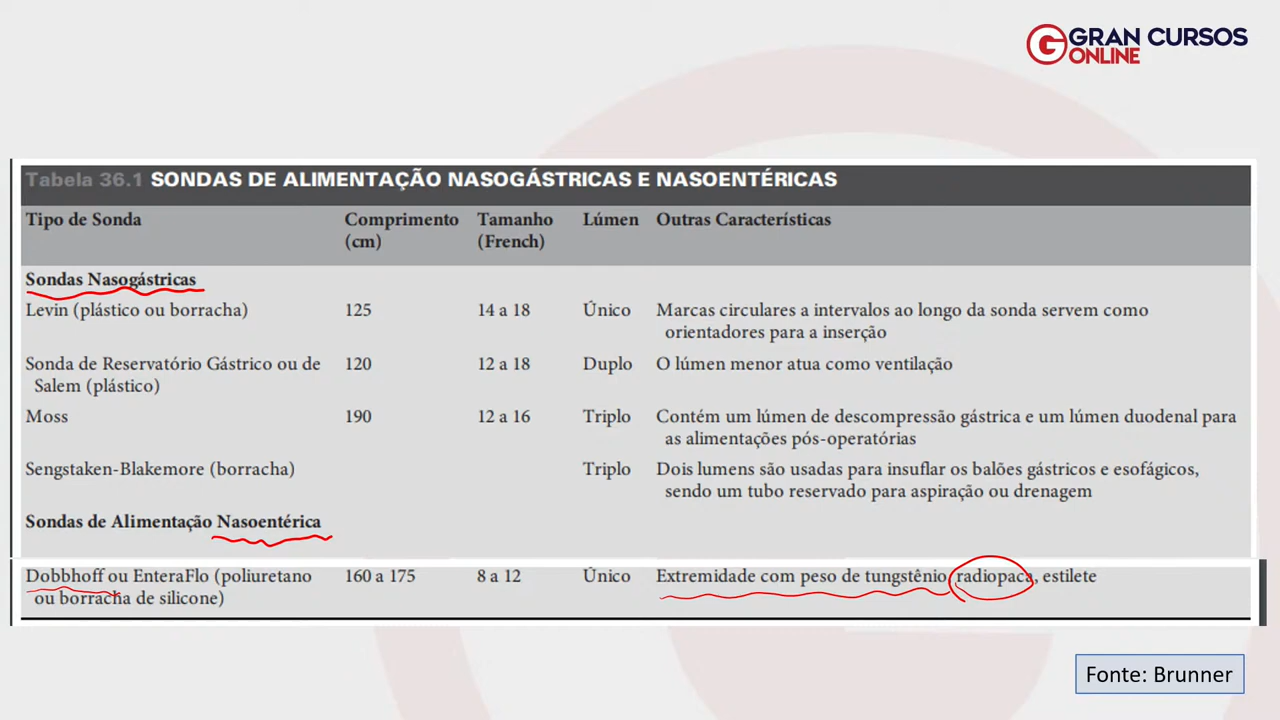 GRAN CURSOS
ONLINE
Tabela 36.1 SONDAS DE ALIMENTAÇÃO NASOGÁSTRICAS E NASOENTÉRICAS
Tipo de Sonda Comprimento (cm) Tamanho (French) Lúmen Outras Características
Sondas Nasogástricas
Levin (plástico ou borracha) 125 14 a 18 Único Marcas circulares a intervalos ao longo da sonda servem como
orientadores para a inserção
Sonda de Reservatório Gástrico ou de 120 12 a 18 Duplo O lúmen menor atua como ventilação
Salem (plástico)
Moss 190 12 a 16 Triplo Contém um lúmen de descompressão gástrica e um lúmen duodenal para
as alimentações pós-operatórias
Sengstaken-Blakemore (borracha) Triplo Dois lumens são usadas para insuflar os balões gástricos e esofágicos,
sendo um tubo reservado para aspiração ou drenagem
Sondas de Alimentação Nasoentérica
Dobbhoff ou EnteraFlo (poliuretano 160 a 175 8 a 12 Único Extremidade com peso de tungstênio radiopaca, estilete
ou borracha de silicone)
Fonte: Brunner